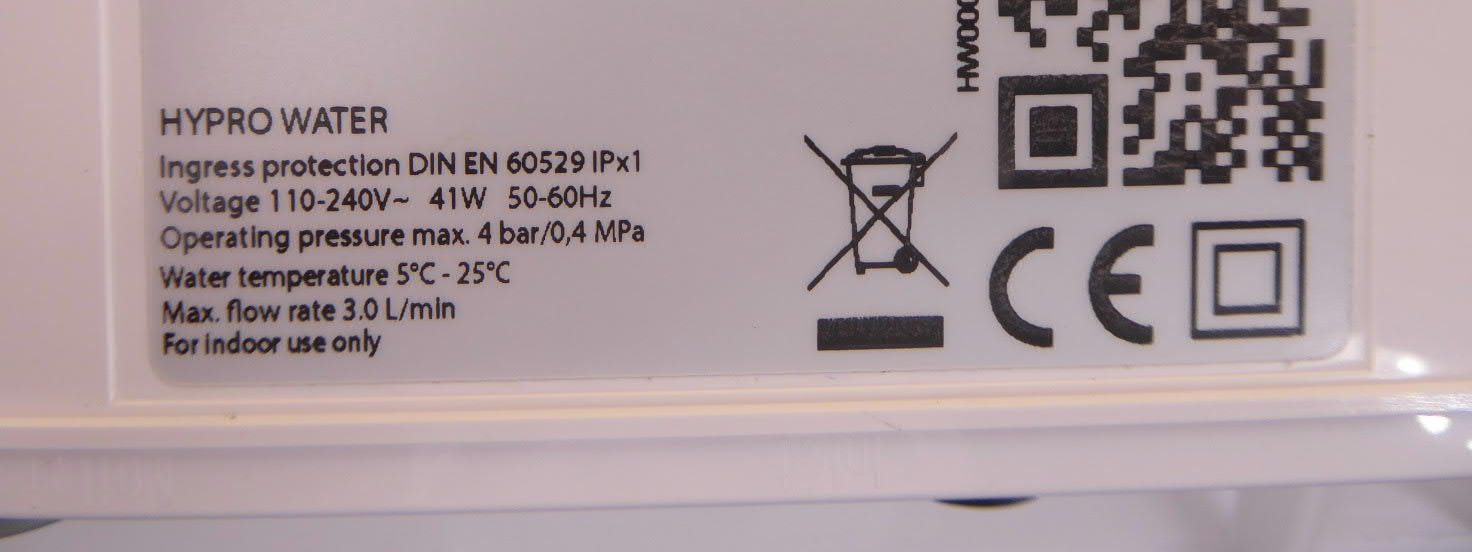 HYPRO WATER
Ingress protection DIN EN 60529 IPx1
Voltage 110-240V~ 41W 50-60Hz
Operating pressure max. 4 bar/0,4 MPa
Water temperature 5°C - 25°C
Max. flow rate 3.0 L/min
For indoor use only
HW000
CE